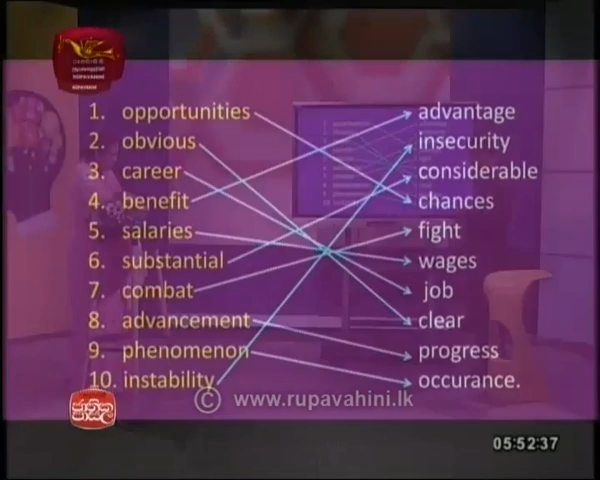 RUPAVAHINI
1. opportunities advantage
2. obvious insecurity
3. career considerable
4. benefit chances
5. salaries fight
6. substantial wages
7. combat job
8. advancement clear
9. phenomenon progress
10. instability occurance.
© www.rupavahini.lk
05:52:37